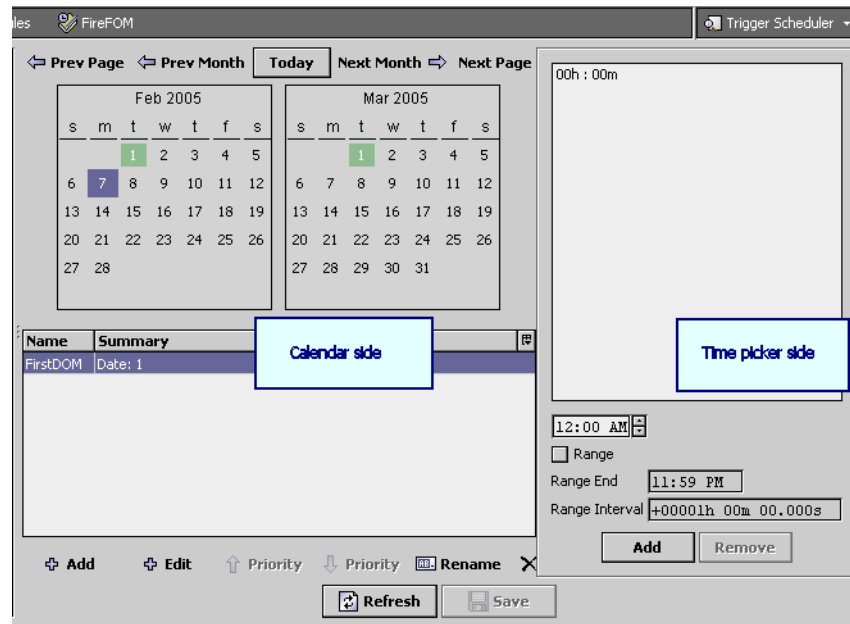 les FireFOM Trigger Scheduler
Prev Page Prev Month Today Next Month Next Page
Feb 2005
s m t w t f s
1 2 3 4 5
6 7 8 9 10 11 12
13 14 15 16 17 18 19
20 21 22 23 24 25 26
27 28
Mar 2005
s m t w t f s
1 2 3 4 5
6 7 8 9 10 11 12
13 14 15 16 17 18 19
20 21 22 23 24 25 26
27 28 29 30 31
Name Summary
FirstDOM Date: 1
Calendar side
Add Edit Priority Priority AB. Rename
00h : 00m
Time picker side
12:00 AM
Range
Range End 11:59 PM
Range Interval +00001h 00m 00.000s
Add Remove
Refresh Save